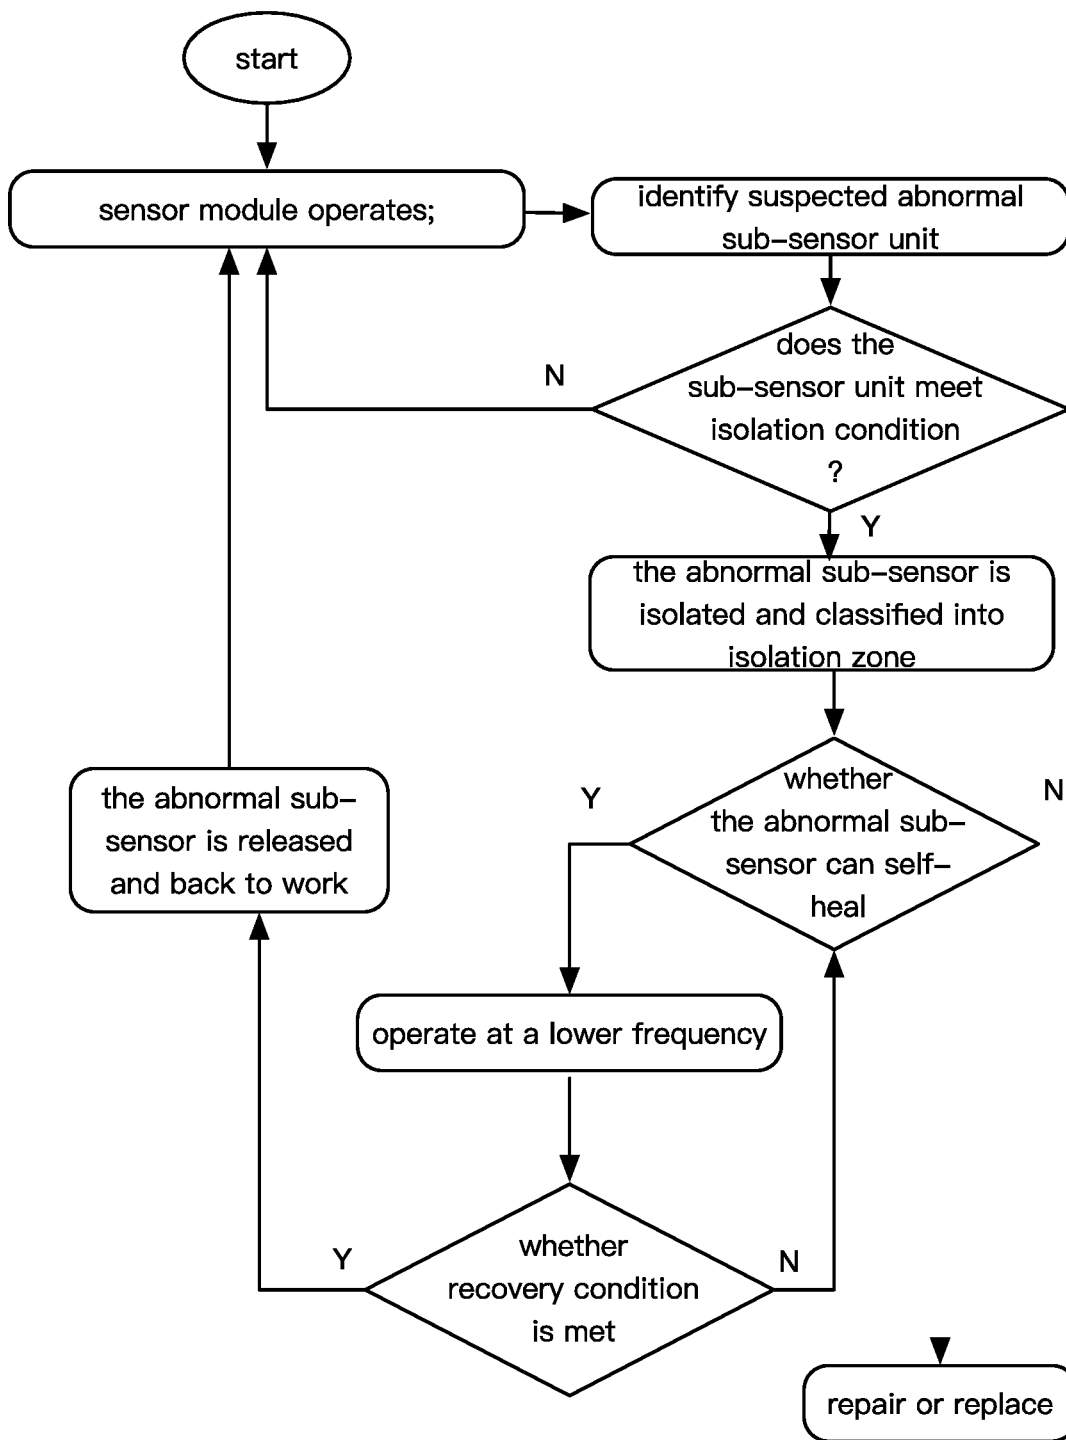 start
sensor module operates;
identify suspected abnormal
sub-sensor unit
does the
sub-sensor unit meet
isolation condition
?
N
Y
the abnormal sub-sensor is
isolated and classified into
isolation zone
whether
the abnormal sub-
sensor can self-
heal
Y
N
the abnormal sub-
sensor is released
and back to work
operate at a lower frequency
whether
recovery condition
is met
Y
N
repair or replace